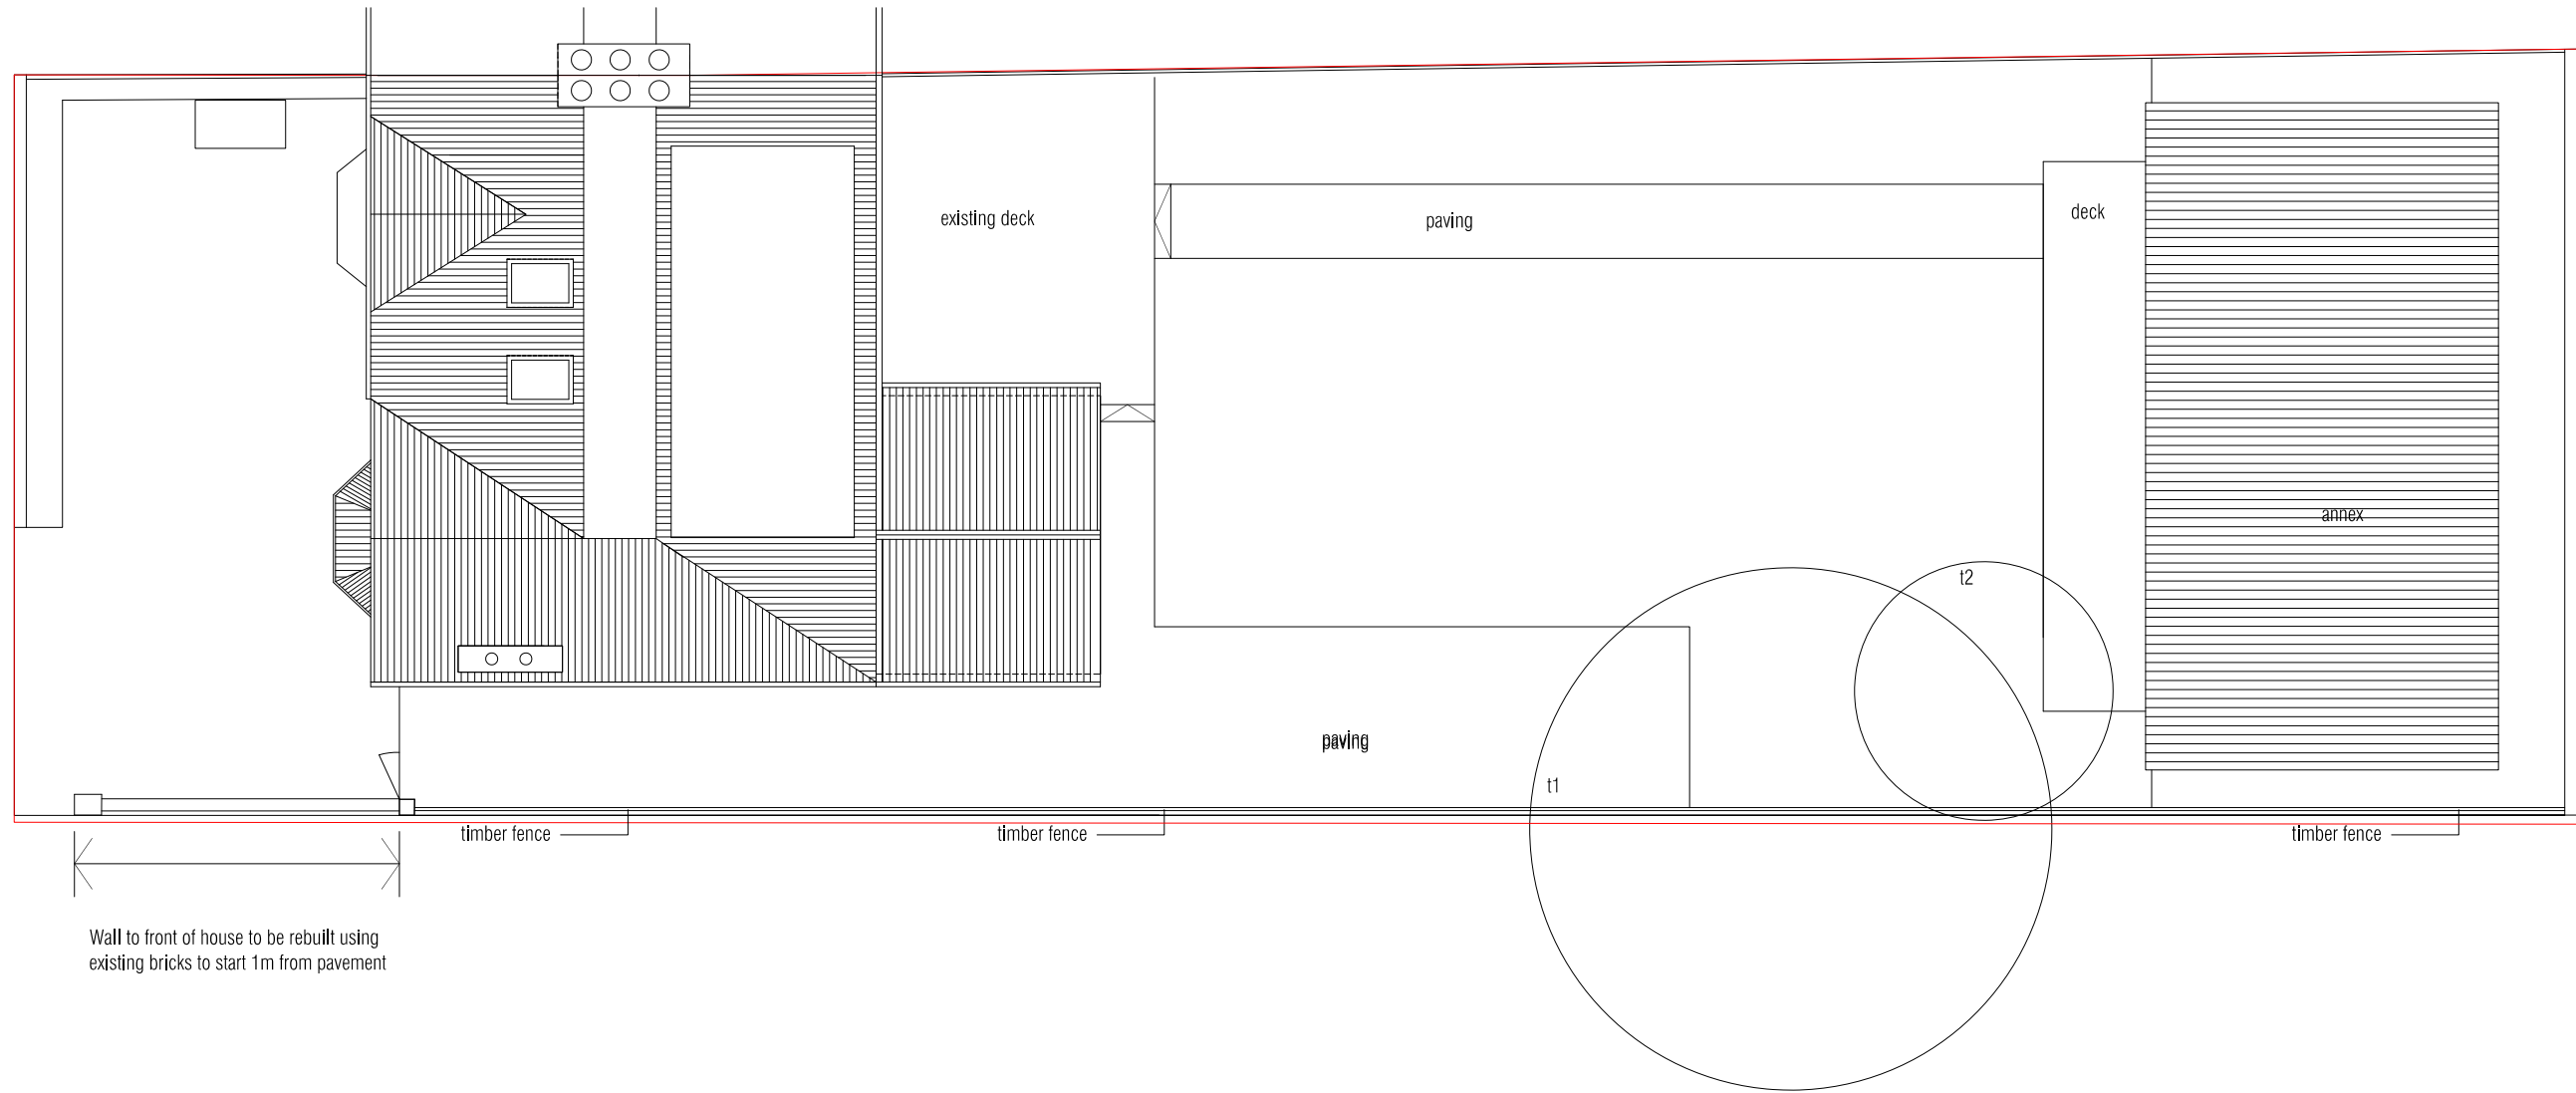 existing deck
paving
deck
annex
t2
paving
t1
timber fence
timber fence
timber fence
Wall to front of house to be rebuilt using
existing bricks to start 1m from pavement